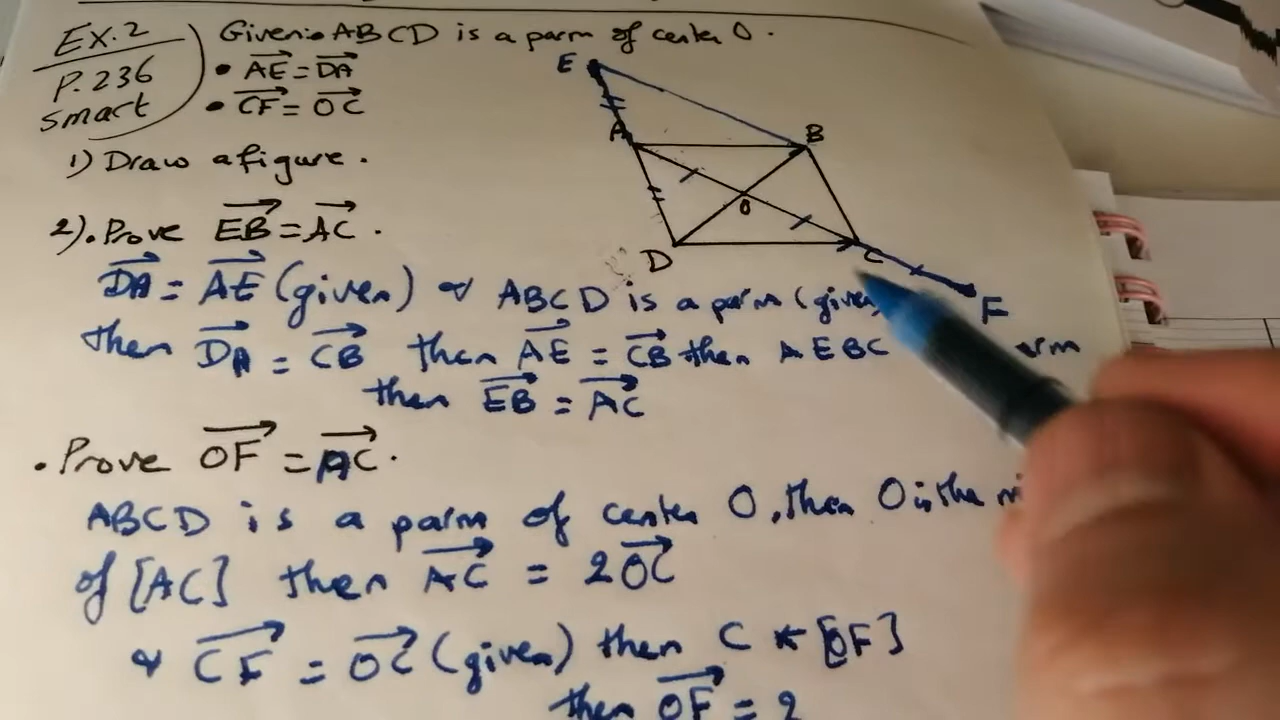 Ex.2
P.236
smart
Given: ABCD is a parm of center O.
• AE = DA
• CF = OC
1) Draw a figure.
2). Prove EB = AC.
DA = AE (given) & ABCD is a parm (given
then DA = CB then AE = CB then AEBC
then EB = AC
• Prove OF = AC.
ABCD is a parm of center O, then O is the
of [AC] then AC = 2OC
& CF = OC (given) then C * [OF]
then OF = 2
E
A
B
O
D
C
F